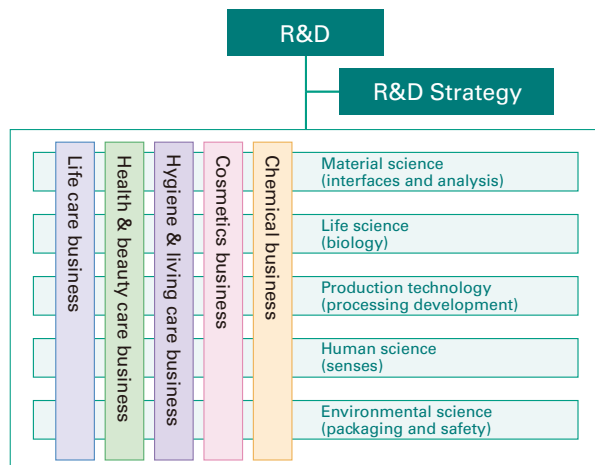 R&D
R&D Strategy
Life care business
Health & beauty care business
Hygiene & living care business
Cosmetics business
Chemical business
Material science
(interfaces and analysis)
Life science
(biology)
Production technology
(processing development)
Human science
(senses)
Environmental science
(packaging and safety)